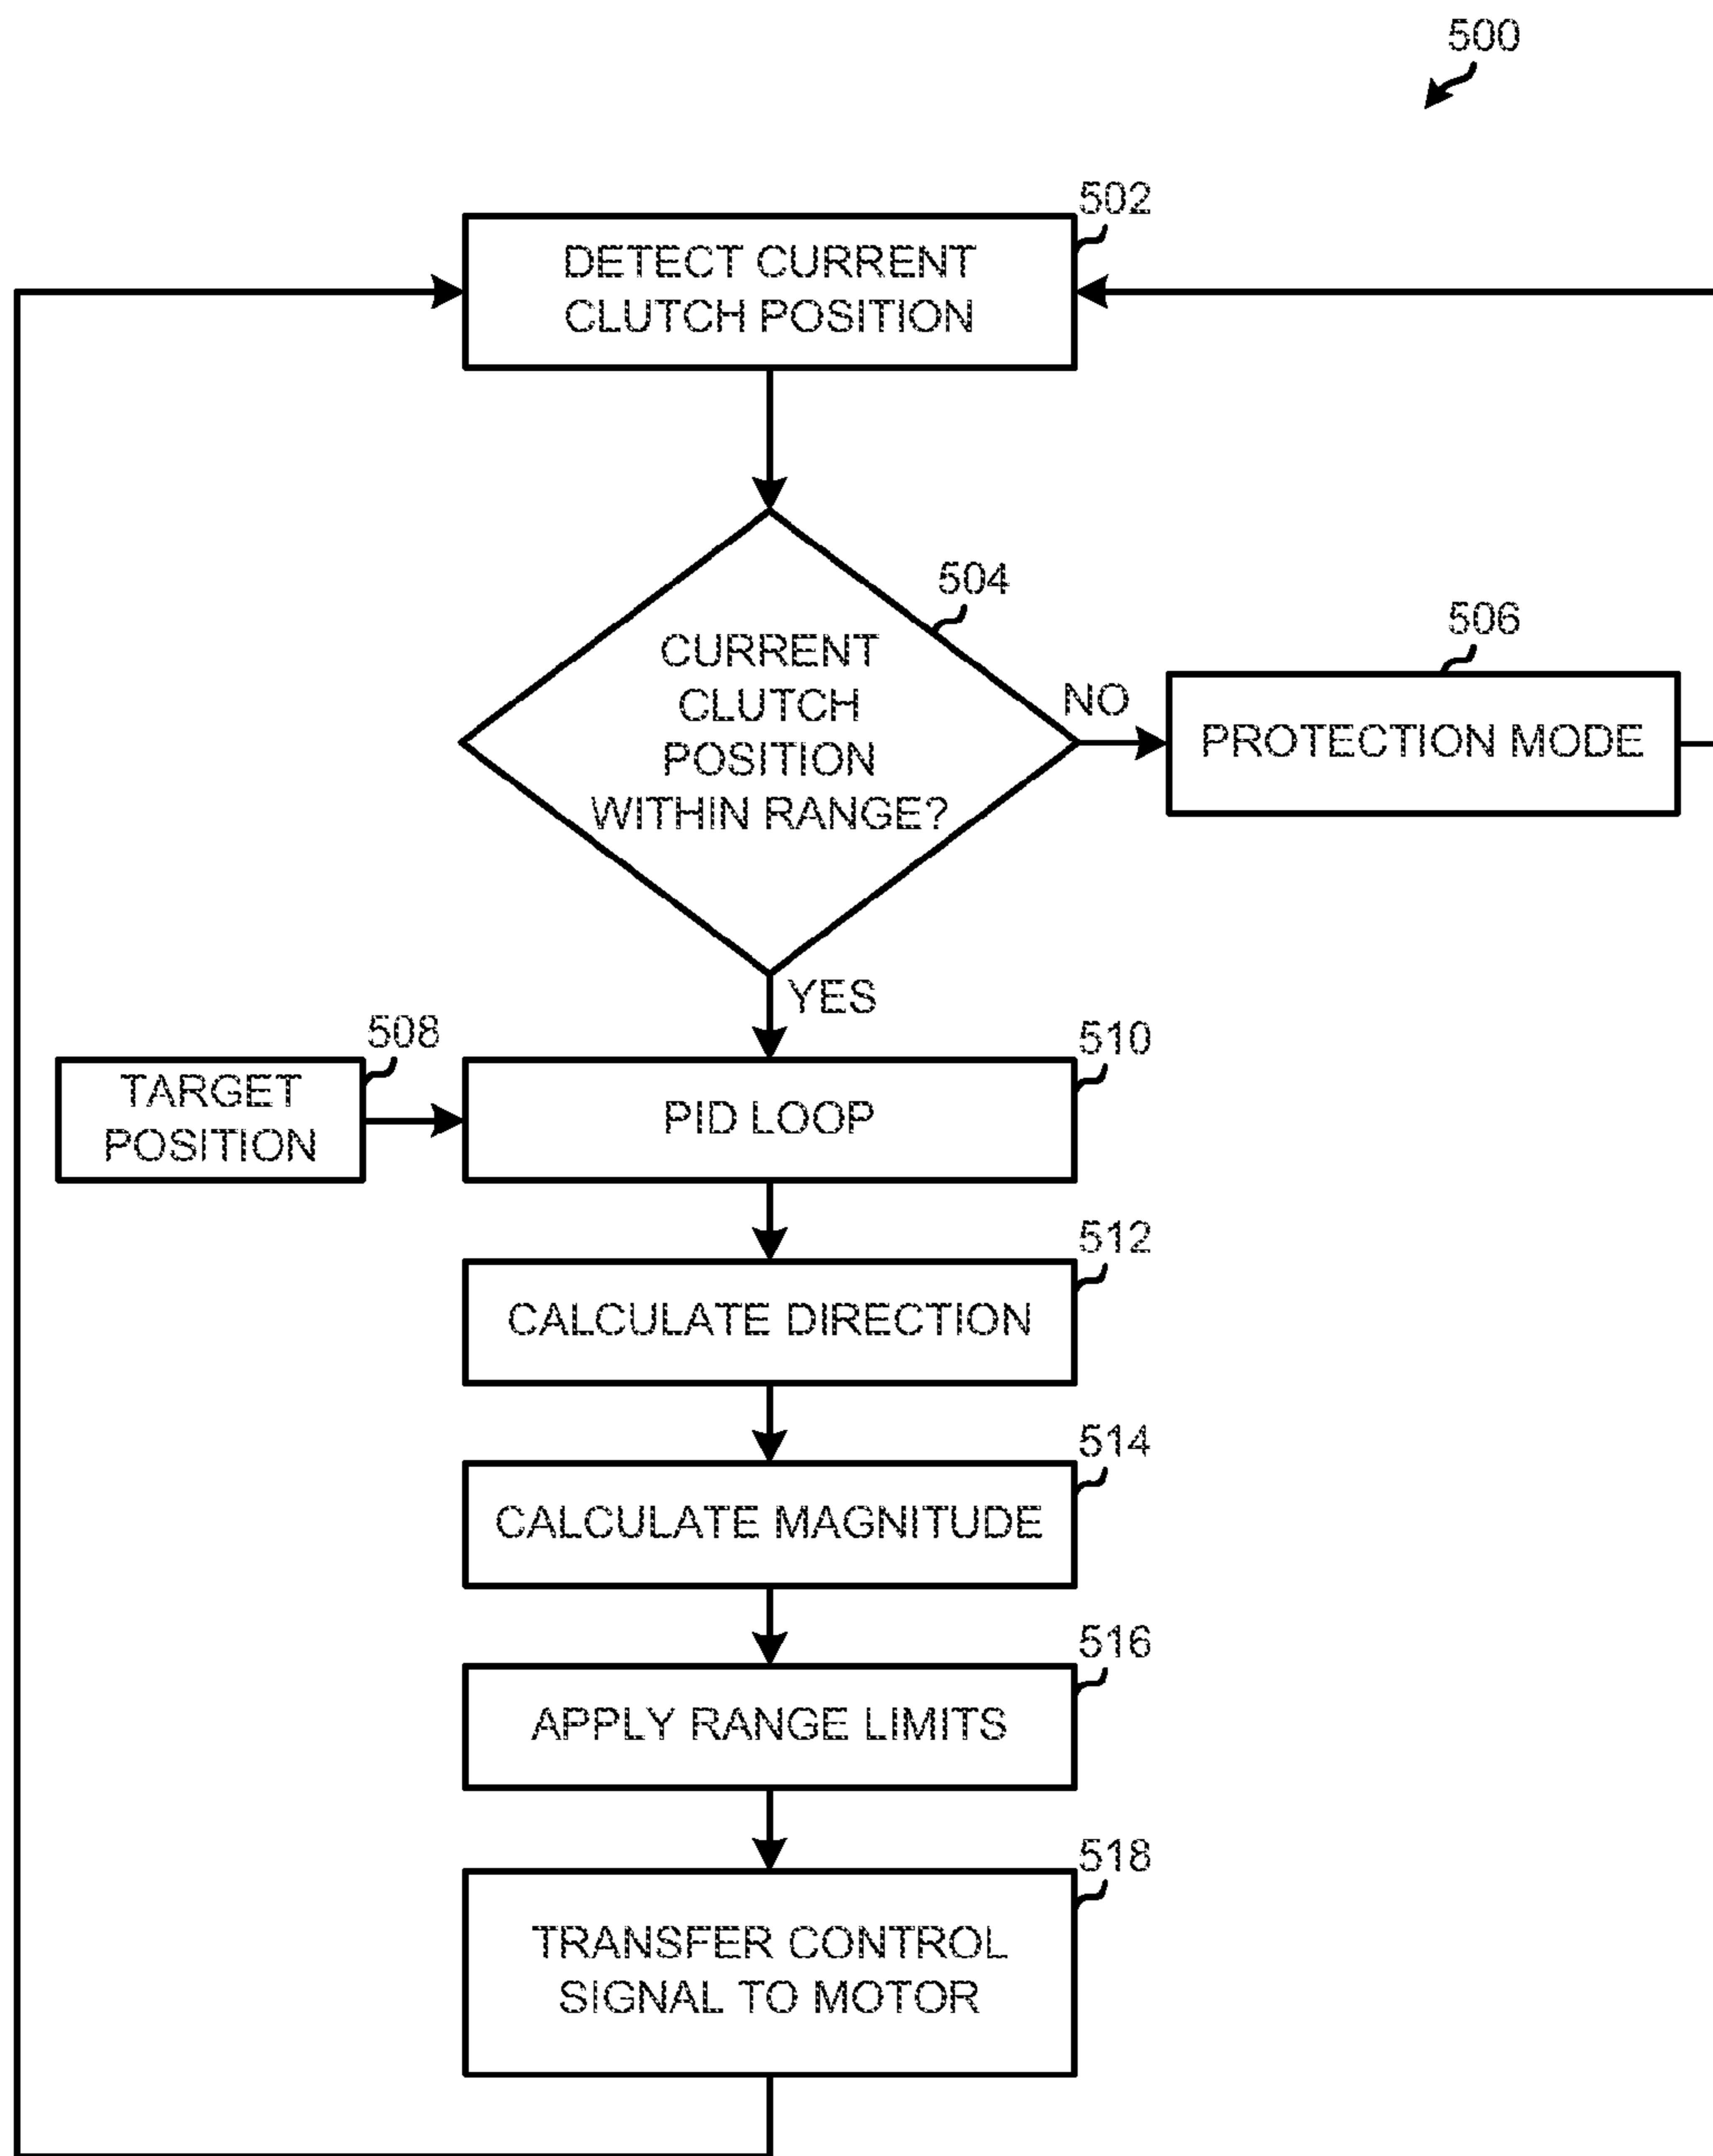 500
502
DETECT CURRENT
CLUTCH POSITION
504
CURRENT
CLUTCH
POSITION
WITHIN RANGE?
NO
506
PROTECTION MODE
YES
508
TARGET
POSITION
510
PID LOOP
512
CALCULATE DIRECTION
514
CALCULATE MAGNITUDE
516
APPLY RANGE LIMITS
518
TRANSFER CONTROL
SIGNAL TO MOTOR